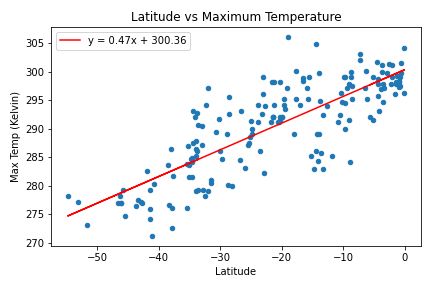 Latitude vs Maximum Temperature
y = 0.47x + 300.36
305
300
295
290
285
280
275
270
Max Temp (Kelvin)
−50 −40 −30 −20 −10 0
Latitude